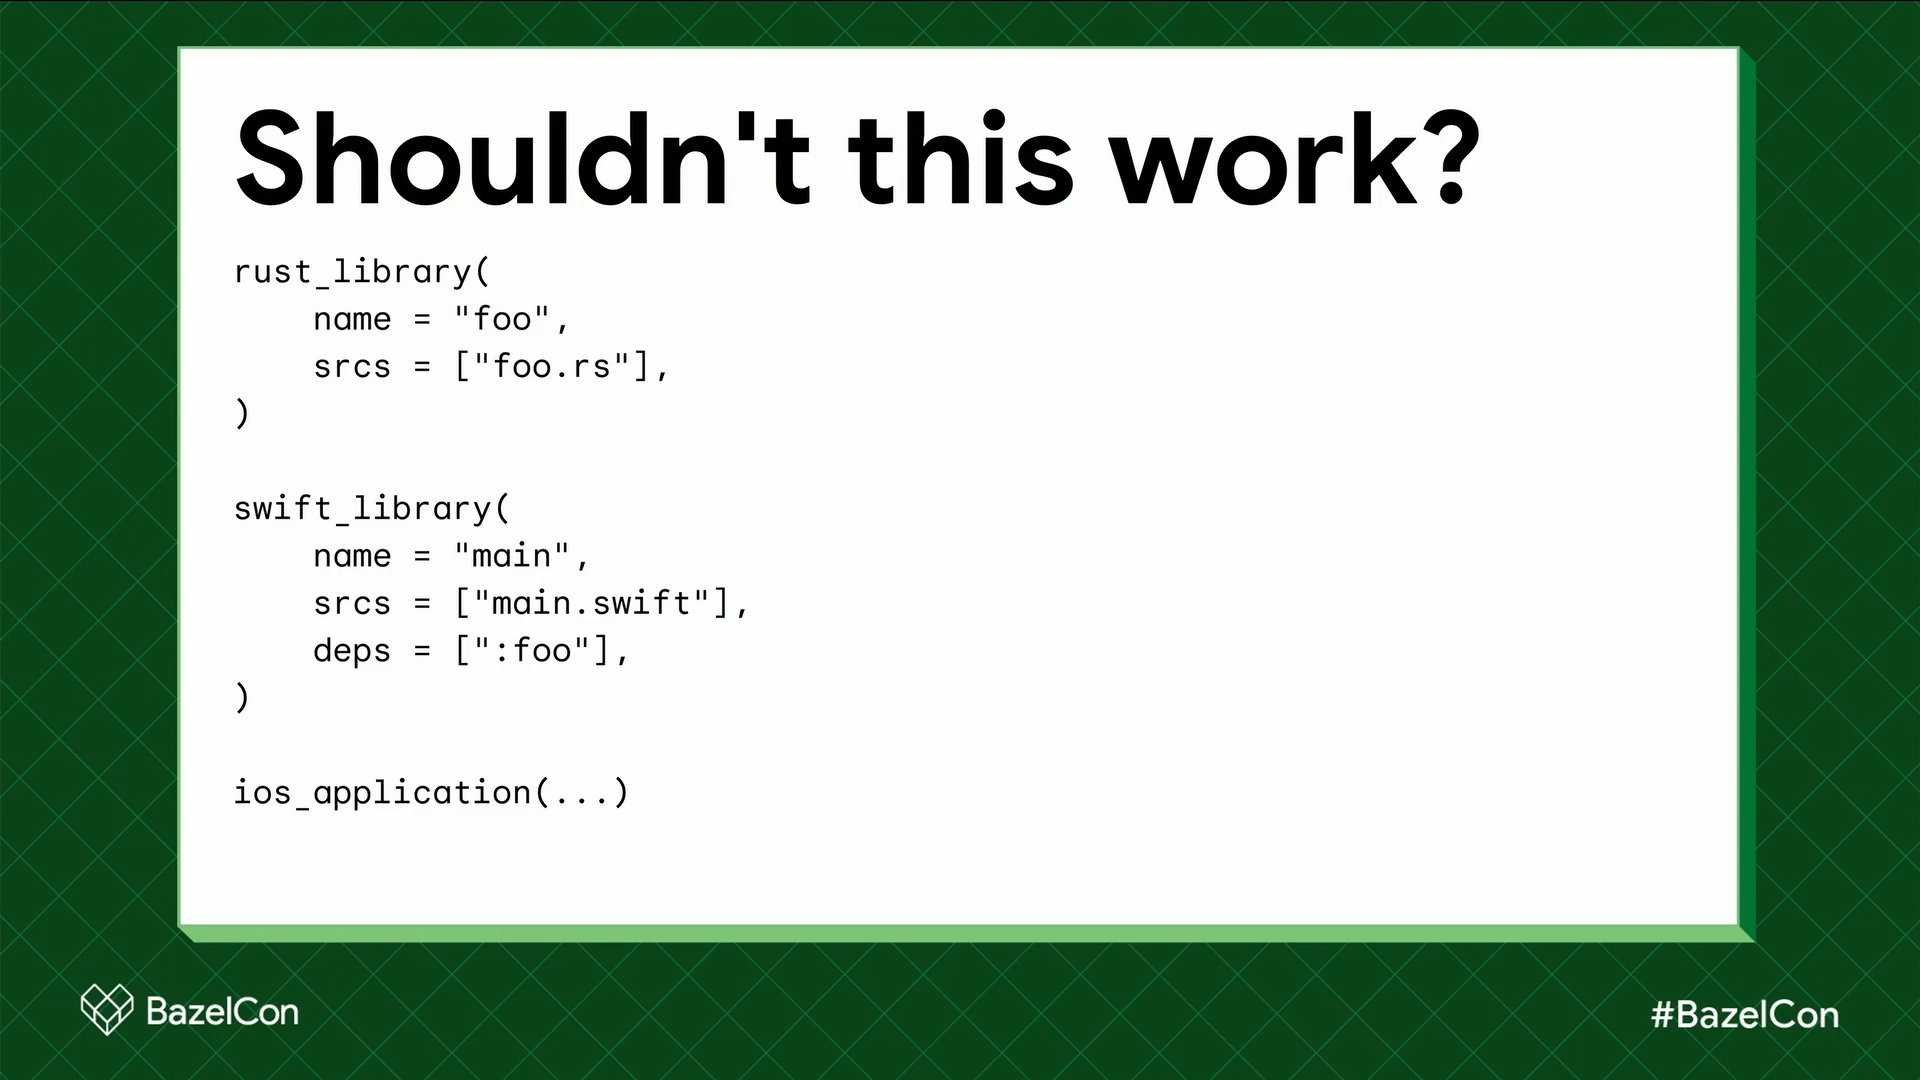 Shouldn't this work?
rust_library(
    name = "foo",
    srcs = ["foo.rs"],
)
swift_library(
    name = "main",
    srcs = ["main.swift"],
    deps = [":foo"],
)
ios_application(...)
BazelCon
#BazelCon